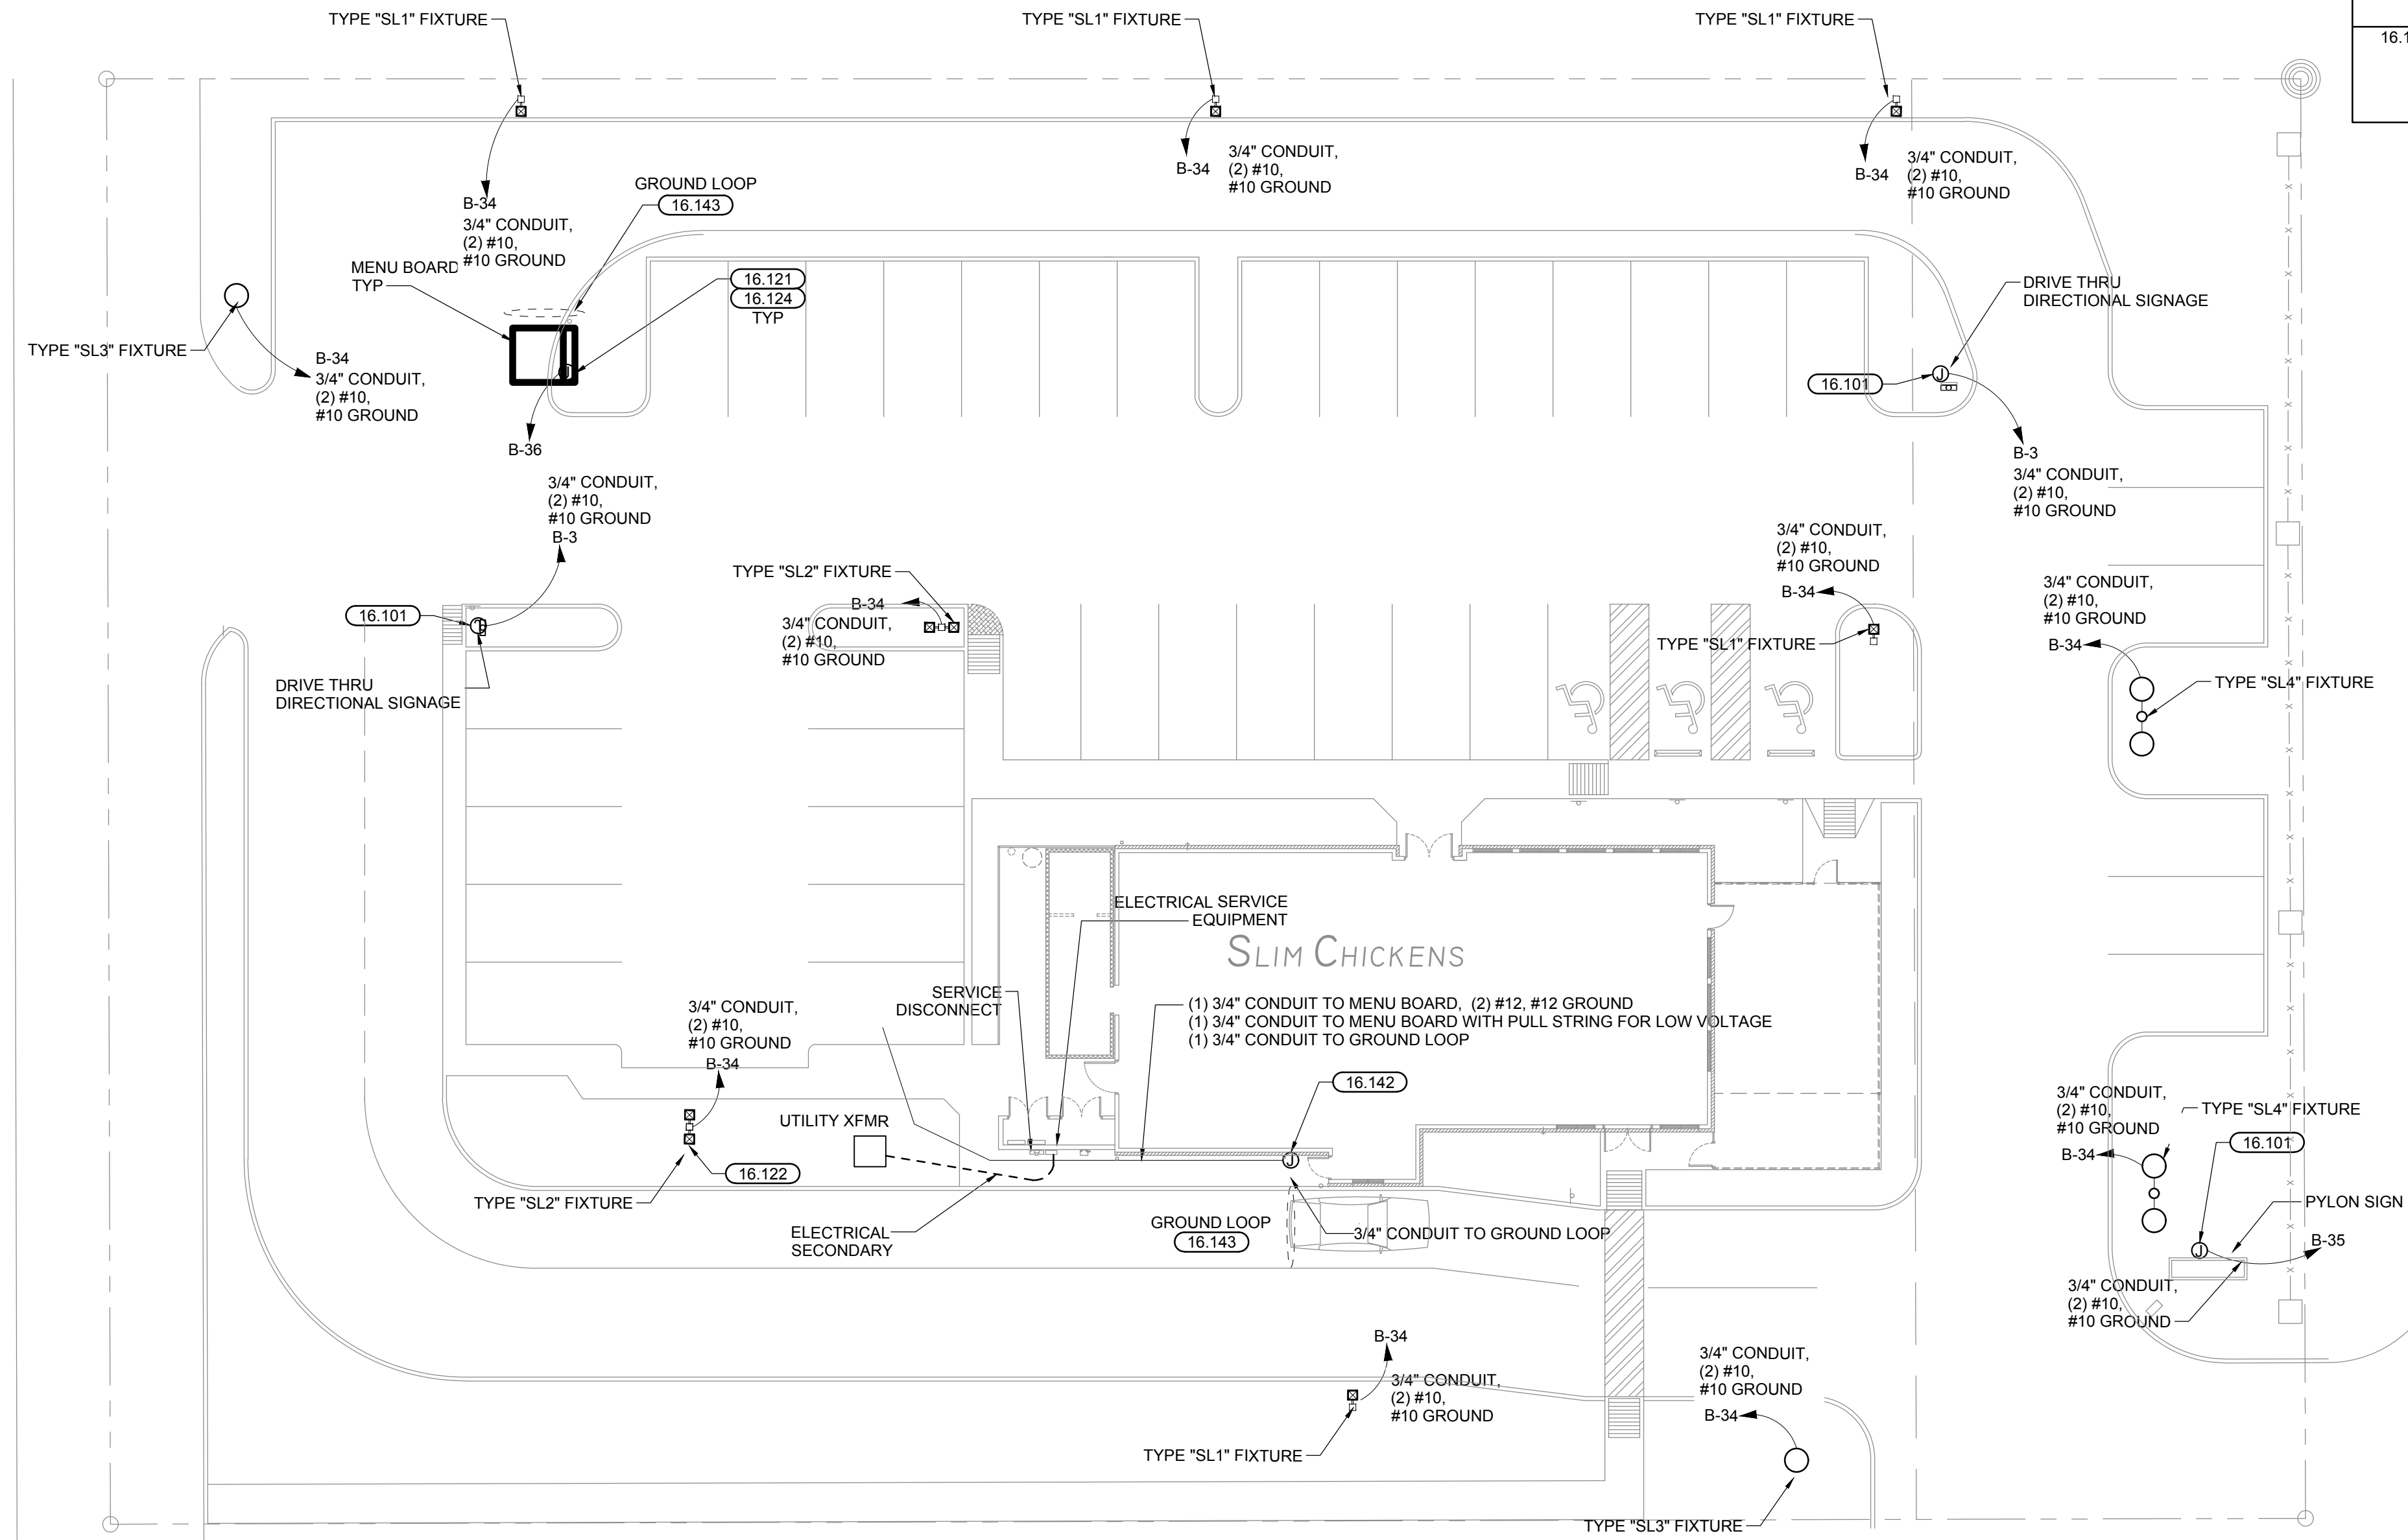 TYPE "SL1" FIXTURE
TYPE "SL1" FIXTURE
TYPE "SL1" FIXTURE
B-34
3/4" CONDUIT,
(2) #10,
#10 GROUND
B-34
3/4" CONDUIT,
(2) #10,
#10 GROUND
B-34
3/4" CONDUIT,
(2) #10,
#10 GROUND
GROUND LOOP
16.143
MENU BOARD
TYP
16.121
16.124
TYP
TYPE "SL3" FIXTURE
B-34
3/4" CONDUIT,
(2) #10,
#10 GROUND
B-36
DRIVE THRU
DIRECTIONAL SIGNAGE
16.101
J
B-3
3/4" CONDUIT,
(2) #10,
#10 GROUND
3/4" CONDUIT,
(2) #10,
#10 GROUND
B-3
16.101
J
DRIVE THRU
DIRECTIONAL SIGNAGE
TYPE "SL2" FIXTURE
B-34
3/4" CONDUIT,
(2) #10,
#10 GROUND
3/4" CONDUIT,
(2) #10,
#10 GROUND
B-34
TYPE "SL1" FIXTURE
3/4" CONDUIT,
(2) #10,
#10 GROUND
B-34
TYPE "SL4" FIXTURE
ELECTRICAL SERVICE
EQUIPMENT
SLIM CHICKENS
SERVICE
DISCONNECT
(1) 3/4" CONDUIT TO MENU BOARD, (2) #12, #12 GROUND
(1) 3/4" CONDUIT TO MENU BOARD WITH PULL STRING FOR LOW VOLTAGE
(1) 3/4" CONDUIT TO GROUND LOOP
16.142
J
3/4" CONDUIT,
(2) #10,
#10 GROUND
B-34
UTILITY XFMR
16.122
TYPE "SL2" FIXTURE
ELECTRICAL
SECONDARY
GROUND LOOP
16.143
3/4" CONDUIT TO GROUND LOOP
3/4" CONDUIT,
(2) #10,
#10 GROUND
B-34
TYPE "SL4" FIXTURE
16.101
J
PYLON SIGN
B-35
3/4" CONDUIT,
(2) #10,
#10 GROUND
B-34
3/4" CONDUIT,
(2) #10,
#10 GROUND
TYPE "SL1" FIXTURE
3/4" CONDUIT,
(2) #10,
#10 GROUND
B-34
TYPE "SL3" FIXTURE